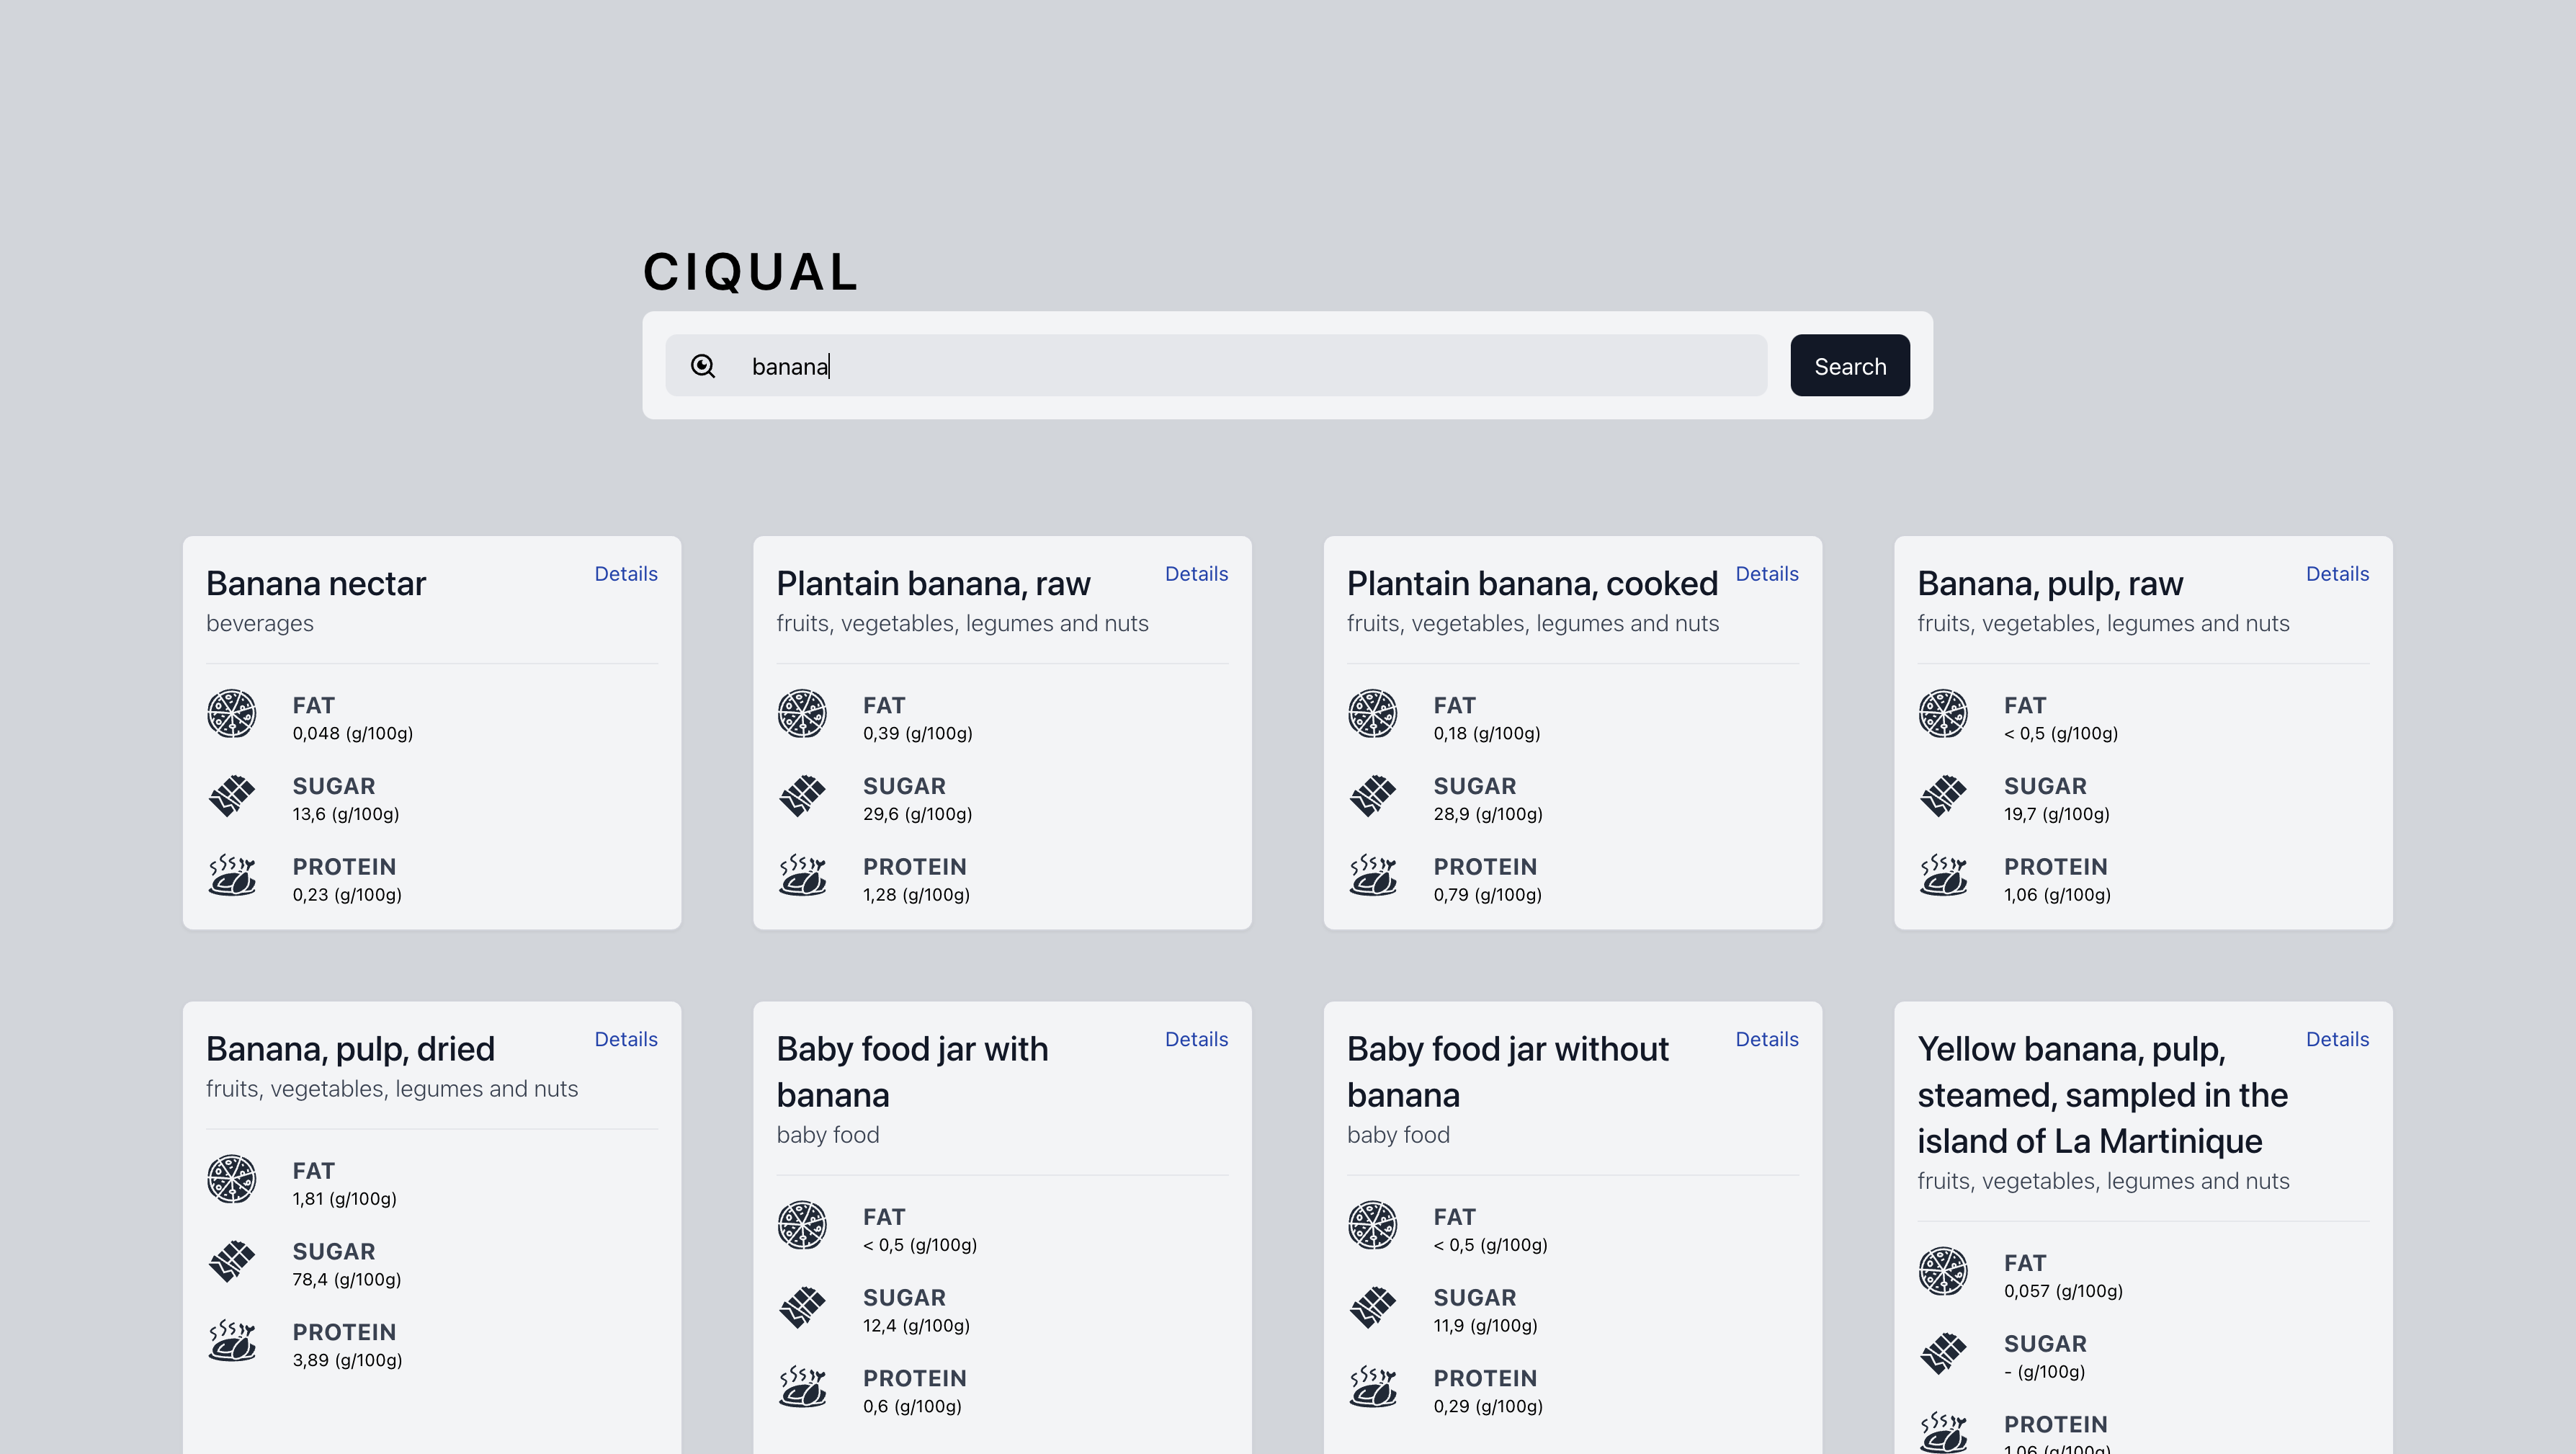 CIQUAL
banana
Search
Banana nectar
Details
beverages
FAT
0,048 (g/100g)
SUGAR
13,6 (g/100g)
PROTEIN
0,23 (g/100g)
Plantain banana, raw
Details
fruits, vegetables, legumes and nuts
FAT
0,39 (g/100g)
SUGAR
29,6 (g/100g)
PROTEIN
1,28 (g/100g)
Plantain banana, cooked
Details
fruits, vegetables, legumes and nuts
FAT
0,18 (g/100g)
SUGAR
28,9 (g/100g)
PROTEIN
0,79 (g/100g)
Banana, pulp, raw
Details
fruits, vegetables, legumes and nuts
FAT
< 0,5 (g/100g)
SUGAR
19,7 (g/100g)
PROTEIN
1,06 (g/100g)
Banana, pulp, dried
Details
fruits, vegetables, legumes and nuts
FAT
1,81 (g/100g)
SUGAR
78,4 (g/100g)
PROTEIN
3,89 (g/100g)
Baby food jar with
banana
Details
baby food
FAT
< 0,5 (g/100g)
SUGAR
12,4 (g/100g)
PROTEIN
0,6 (g/100g)
Baby food jar without
banana
Details
baby food
FAT
< 0,5 (g/100g)
SUGAR
11,9 (g/100g)
PROTEIN
0,29 (g/100g)
Yellow banana, pulp,
steamed, sampled in the
island of La Martinique
Details
fruits, vegetables, legumes and nuts
FAT
0,057 (g/100g)
SUGAR
- (g/100g)
PROTEIN
1,06 (g/100g)